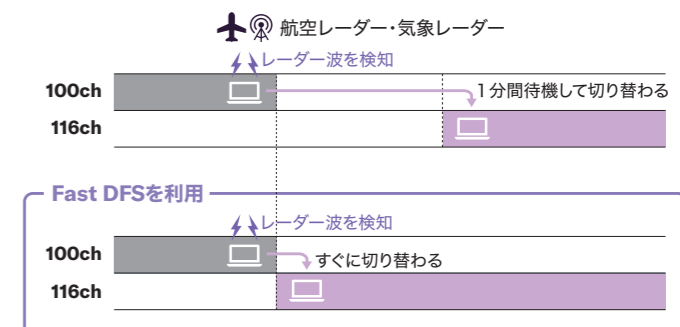 航空レーダー・気象レーダー
レーダー波を検知
100ch
1分間待機して切り替わる
116ch
Fast DFSを利用
レーダー波を検知
100ch
すぐに切り替わる
116ch